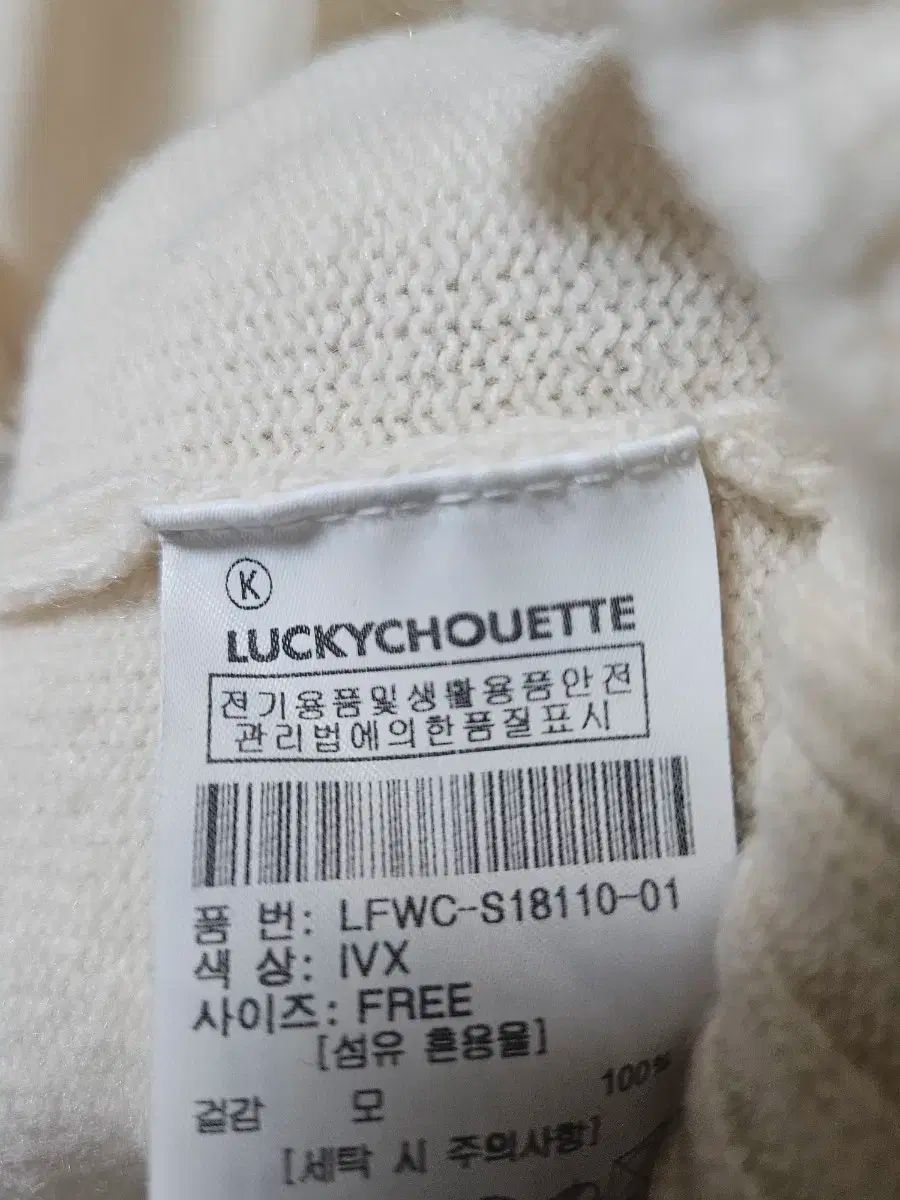 K
LUCKYCHOUETTE
전기용품및생활용품안전
관리법에의한품질표시
품 번: LFWC-S18110-01
색 상: IVX
사이즈: FREE
[섬유 혼용율]
겉감 모 100%
[세탁 시 주의사항]